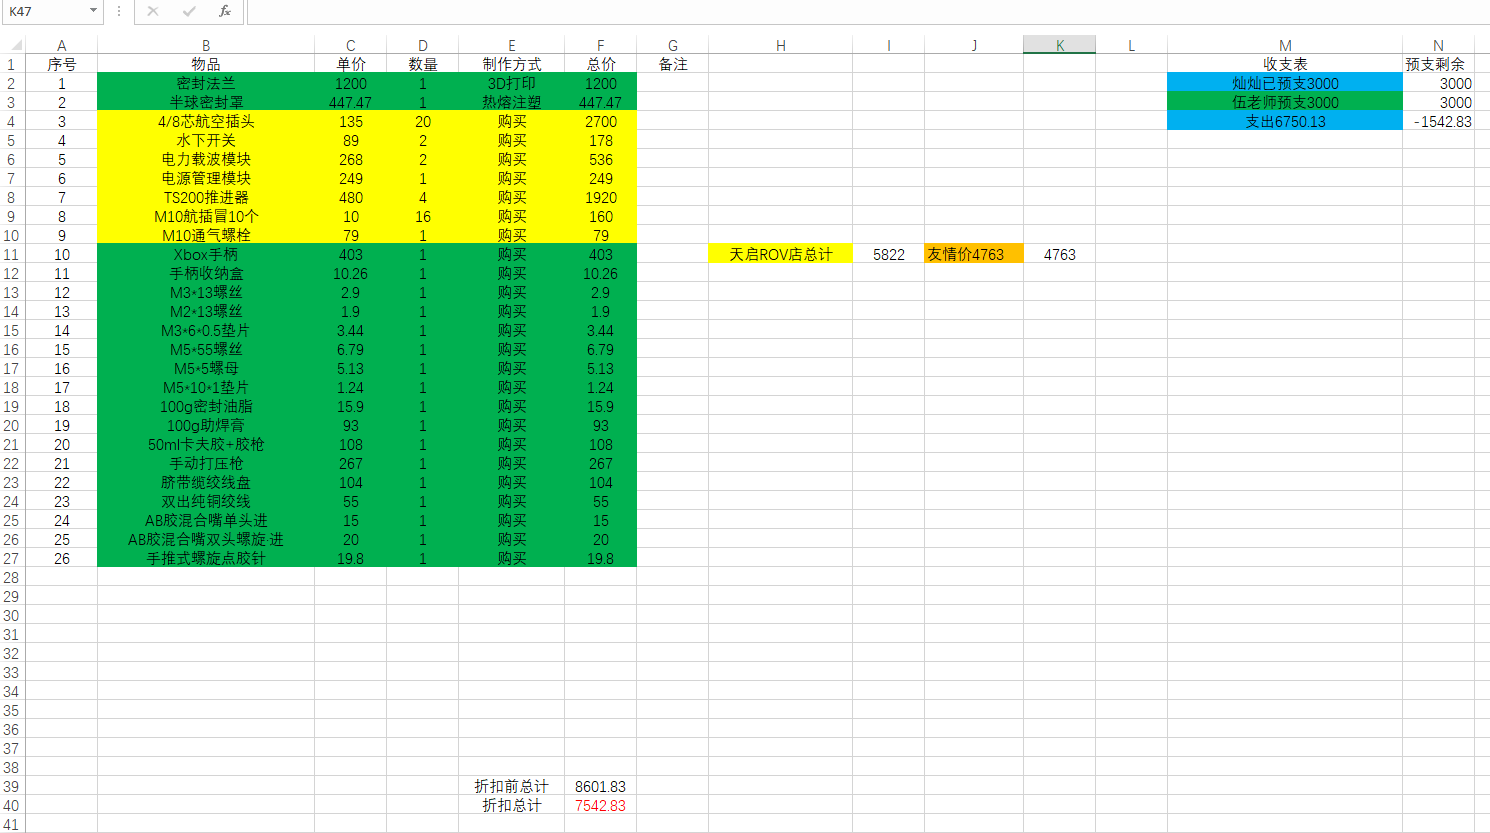 K47
fx
A B C D E F G H I J K L M N
1 序号 物品 单价 数量 制作方式 总价 备注 收支表 预支剩余
2 1 密封法兰 1200 1 3D打印 1200 灿灿已预支3000 3000
3 2 半球密封罩 447.47 1 热熔注塑 447.47 伍老师预支3000 3000
4 3 4/8芯航空插头 135 20 购买 2700 支出6750.13 -1542.83
5 4 水下开关 89 2 购买 178
6 5 电力载波模块 268 2 购买 536
7 6 电源管理模块 249 1 购买 249
8 7 TS200推进器 480 4 购买 1920
9 8 M10航插冒10个 10 16 购买 160
10 9 M10通气螺栓 79 1 购买 79
11 10 Xbox手柄 403 1 购买 403 天启ROV店总计 5822 友情价4763 4763
12 11 手柄收纳盒 10.26 1 购买 10.26
13 12 M3*13螺丝 2.9 1 购买 2.9
14 13 M2*13螺丝 1.9 1 购买 1.9
15 14 M3*6*0.5垫片 3.44 1 购买 3.44
16 15 M5*55螺丝 6.79 1 购买 6.79
17 16 M5*5螺母 5.13 1 购买 5.13
18 17 M5*10*1垫片 1.24 1 购买 1.24
19 18 100g密封油脂 15.9 1 购买 15.9
20 19 100g助焊膏 93 1 购买 93
21 20 50ml卡夫胶+胶枪 108 1 购买 108
22 21 手动打压枪 267 1 购买 267
23 22 脐带缆绞线盘 104 1 购买 104
24 23 双出纯铜绞线 55 1 购买 55
25 24 AB胶混合嘴单头进 15 1 购买 15
26 25 AB胶混合嘴双头螺旋·进 20 1 购买 20
27 26 手推式螺旋点胶针 19.8 1 购买 19.8
28
29
30
31
32
33
34
35
36
37
38
39 折扣前总计 8601.83
40 折扣总计 7542.83
41